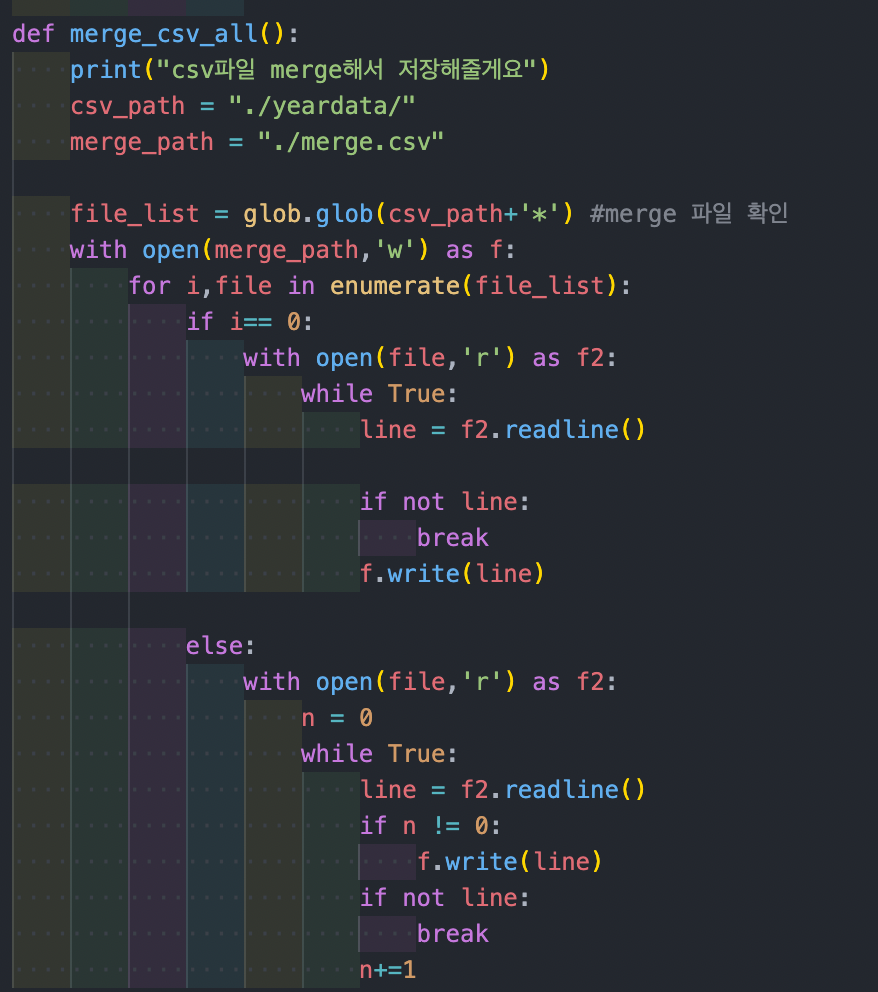 def merge_csv_all():
    print("csv파일 merge해서 저장해줄게요")
    csv_path = "./yeardata/"
    merge_path = "./merge.csv"

    file_list = glob.glob(csv_path+'*') #merge 파일 확인
    with open(merge_path,'w') as f:
        for i,file in enumerate(file_list):
            if i== 0:
                with open(file,'r') as f2:
                    while True:
                        line = f2.readline()

                        if not line:
                            break
                        f.write(line)

            else:
                with open(file,'r') as f2:
                    n = 0
                    while True:
                        line = f2.readline()
                        if n != 0:
                            f.write(line)
                        if not line:
                            break
                        n+=1